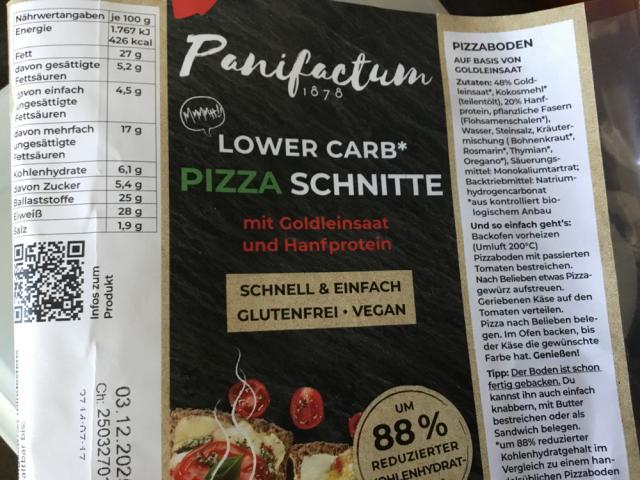 Nährwertangaben je 100 g
Energie 1.767 kJ
426 kcal
Fett 27 g
davon gesättigte 5,2 g
Fettsäuren
davon einfach 4,5 g
ungesättigte
Fettsäuren
davon mehrfach 17 g
ungesättigte
Fettsäuren
Kohlenhydrate 6,1 g
davon Zucker 5,4 g
Ballaststoffe 25 g
Eiweiß 28 g
Salz 1,9 g
Infos zum
Produkt
03.12.202
Ch: 2503270
Panifactum
1878
Mmmh!!
LOWER CARB*
PIZZA SCHNITTE
mit Goldleinsaat
und Hanfprotein
SCHNELL & EINFACH
GLUTENFREI • VEGAN
UM
88%
REDUZIERTER
KOHLENHYDRAT-
PIZZABODEN
AUF BASIS VON
GOLDLEINSAAT
Zutaten: 48% Gold-
leinsaat*, Kokosmehl*
(teilentölt), 20% Hanf-
protein, pflanzliche Fasern
(Flohsamenschalen*),
Wasser, Steinsalz, Kräuter-
mischung ( Bohnenkraut*,
Rosmarin*, Thymian*,
Oregano*), Säuerungs-
mittel: Monokaliumtartrat;
Backtriebmittel: Natrium-
hydrogencarbonat
*aus kontrolliert bio-
logischem Anbau
Und so einfach geht's:
Backofen vorheizen
(Umluft 200°C)
Pizzaboden mit passierten
Tomaten bestreichen.
Nach Belieben etwas Pizza-
gewürz aufstreuen.
Geriebenen Käse auf den
Tomaten verteilen.
Pizza nach Belieben bele-
gen. Im Ofen backen, bis
der Käse die gewünschte
Farbe hat. Genießen!
Tipp: Der Boden ist schon
fertig gebacken. Du
kannst ihn auch einfach
knabbern, mit Butter
bestreichen oder als
Sandwich belegen.
*um 88% reduzierter
Kohlenhydratgehalt im
Vergleich zu einem han-
delsüblichen Pizzaboden